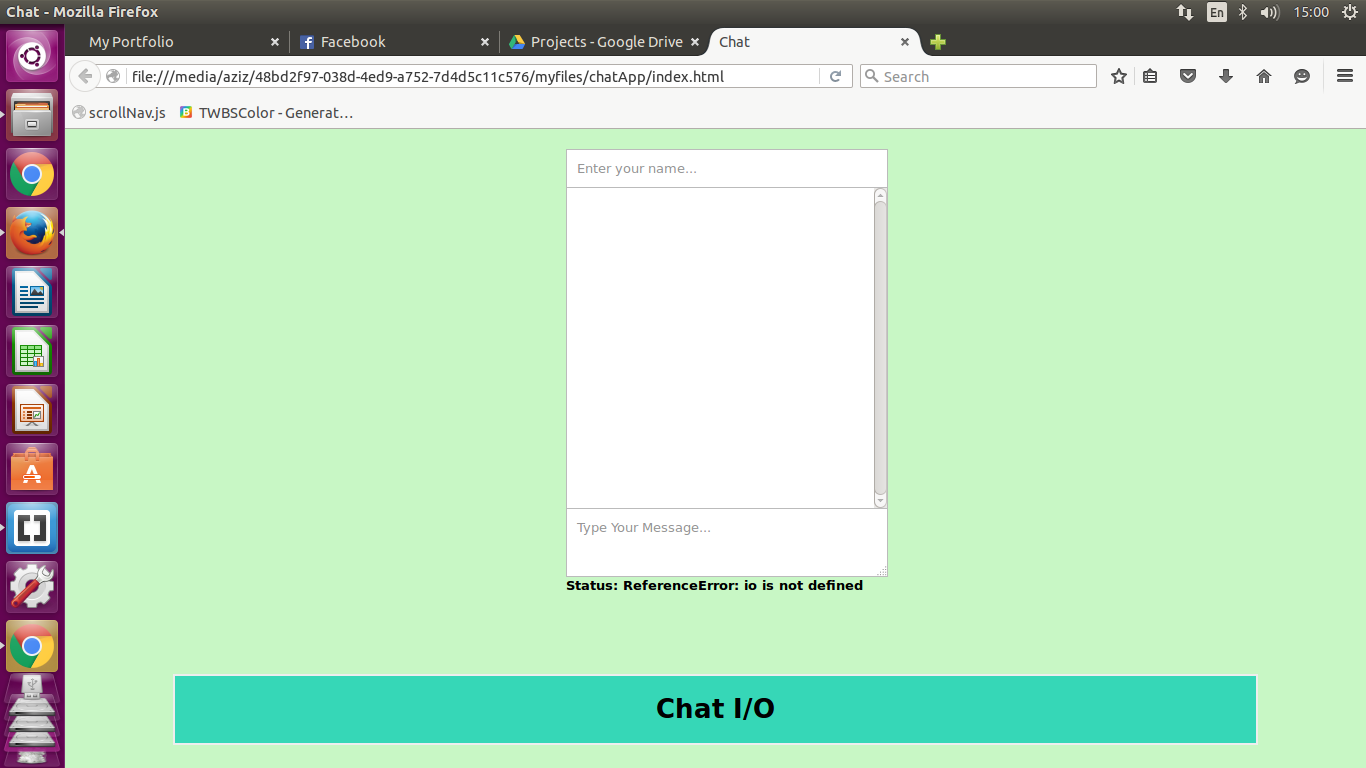 Chat - Mozilla Firefox
En
15:00
My Portfolio
Facebook
Projects - Google Drive
Chat
file:///media/aziz/48bd2f97-038d-4ed9-a752-7d4d5c11c576/myfiles/chatApp/index.html
Search
scrollNav.js
TWBSColor - Generat...
Enter your name...
Type Your Message...
Status: ReferenceError: io is not defined
Chat I/O